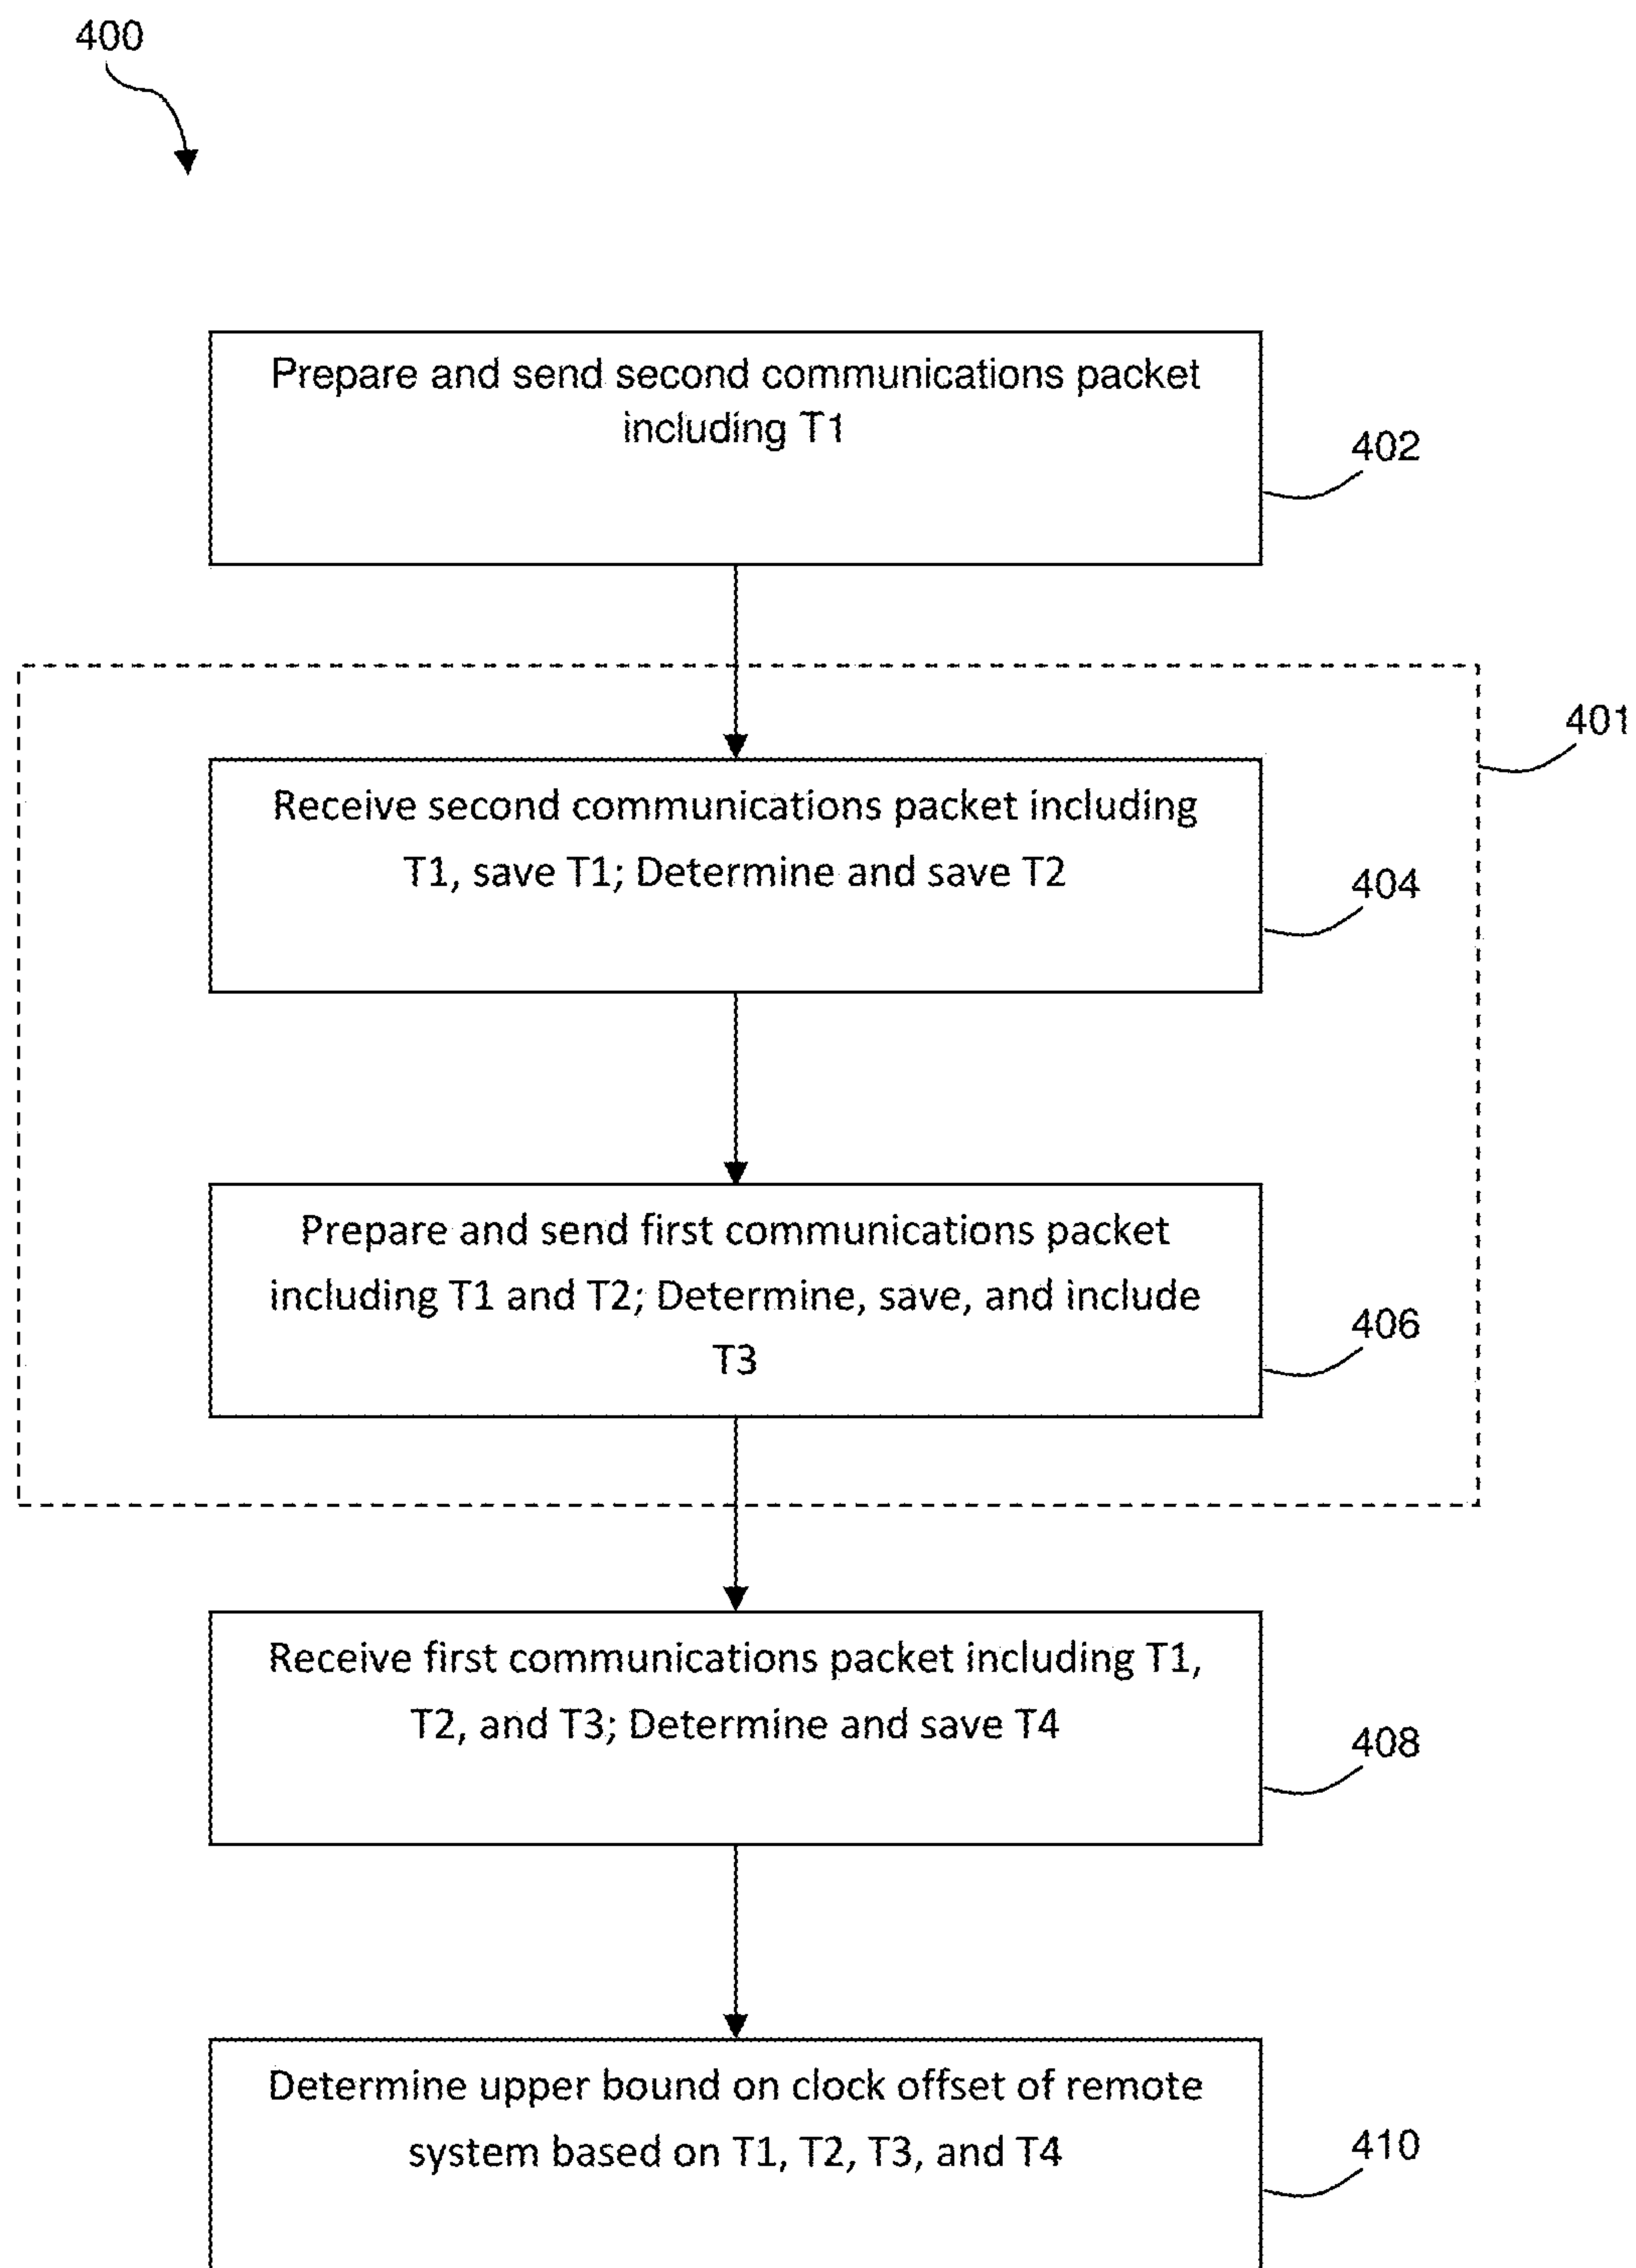 400
Prepare and send second communications packet
including T1
402
401
Receive second communications packet including
T1, save T1; Determine and save T2
404
Prepare and send first communications packet
including T1 and T2; Determine, save, and include
T3
406
Receive first communications packet including T1,
T2, and T3; Determine and save T4
408
Determine upper bound on clock offset of remote
system based on T1, T2, T3, and T4
410